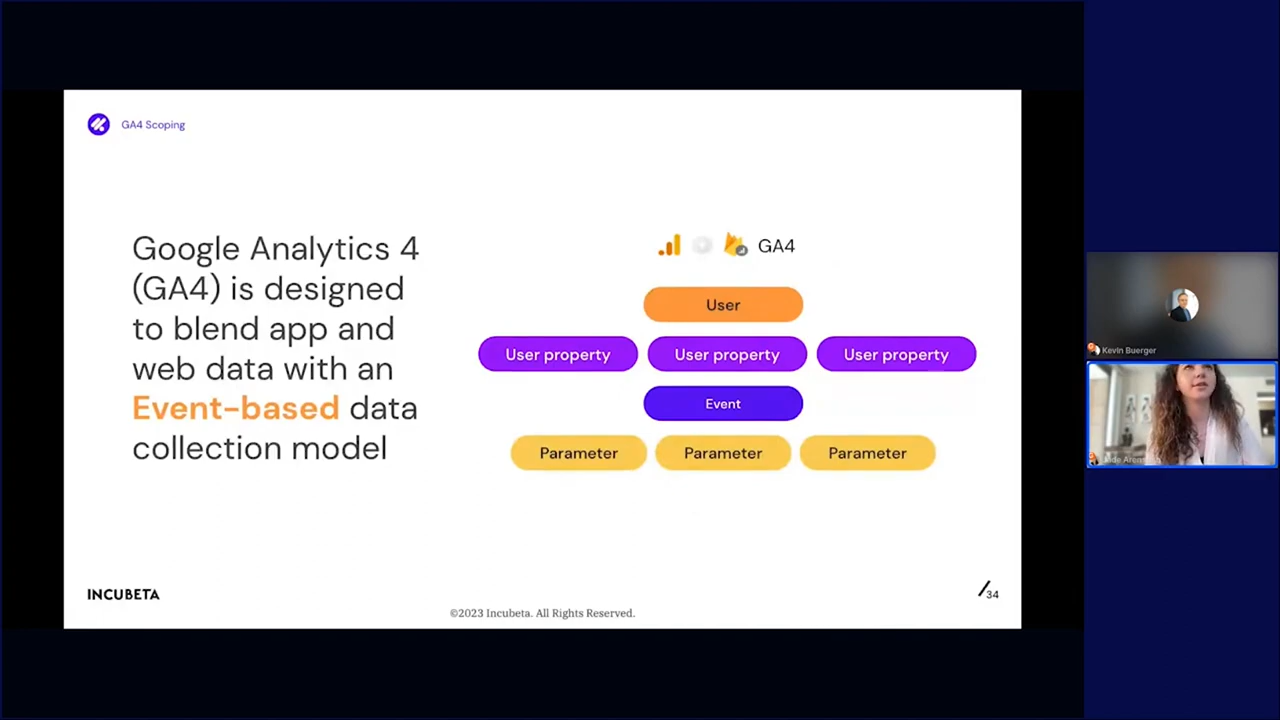 GA4 Scoping
Google Analytics 4
(GA4) is designed
to blend app and
web data with an
Event-based data
collection model
GA4
User
User property User property User property
Event
Parameter Parameter Parameter
Kevin Buerger
INCUBETA
©2023 Incubeta. All Rights Reserved.
34